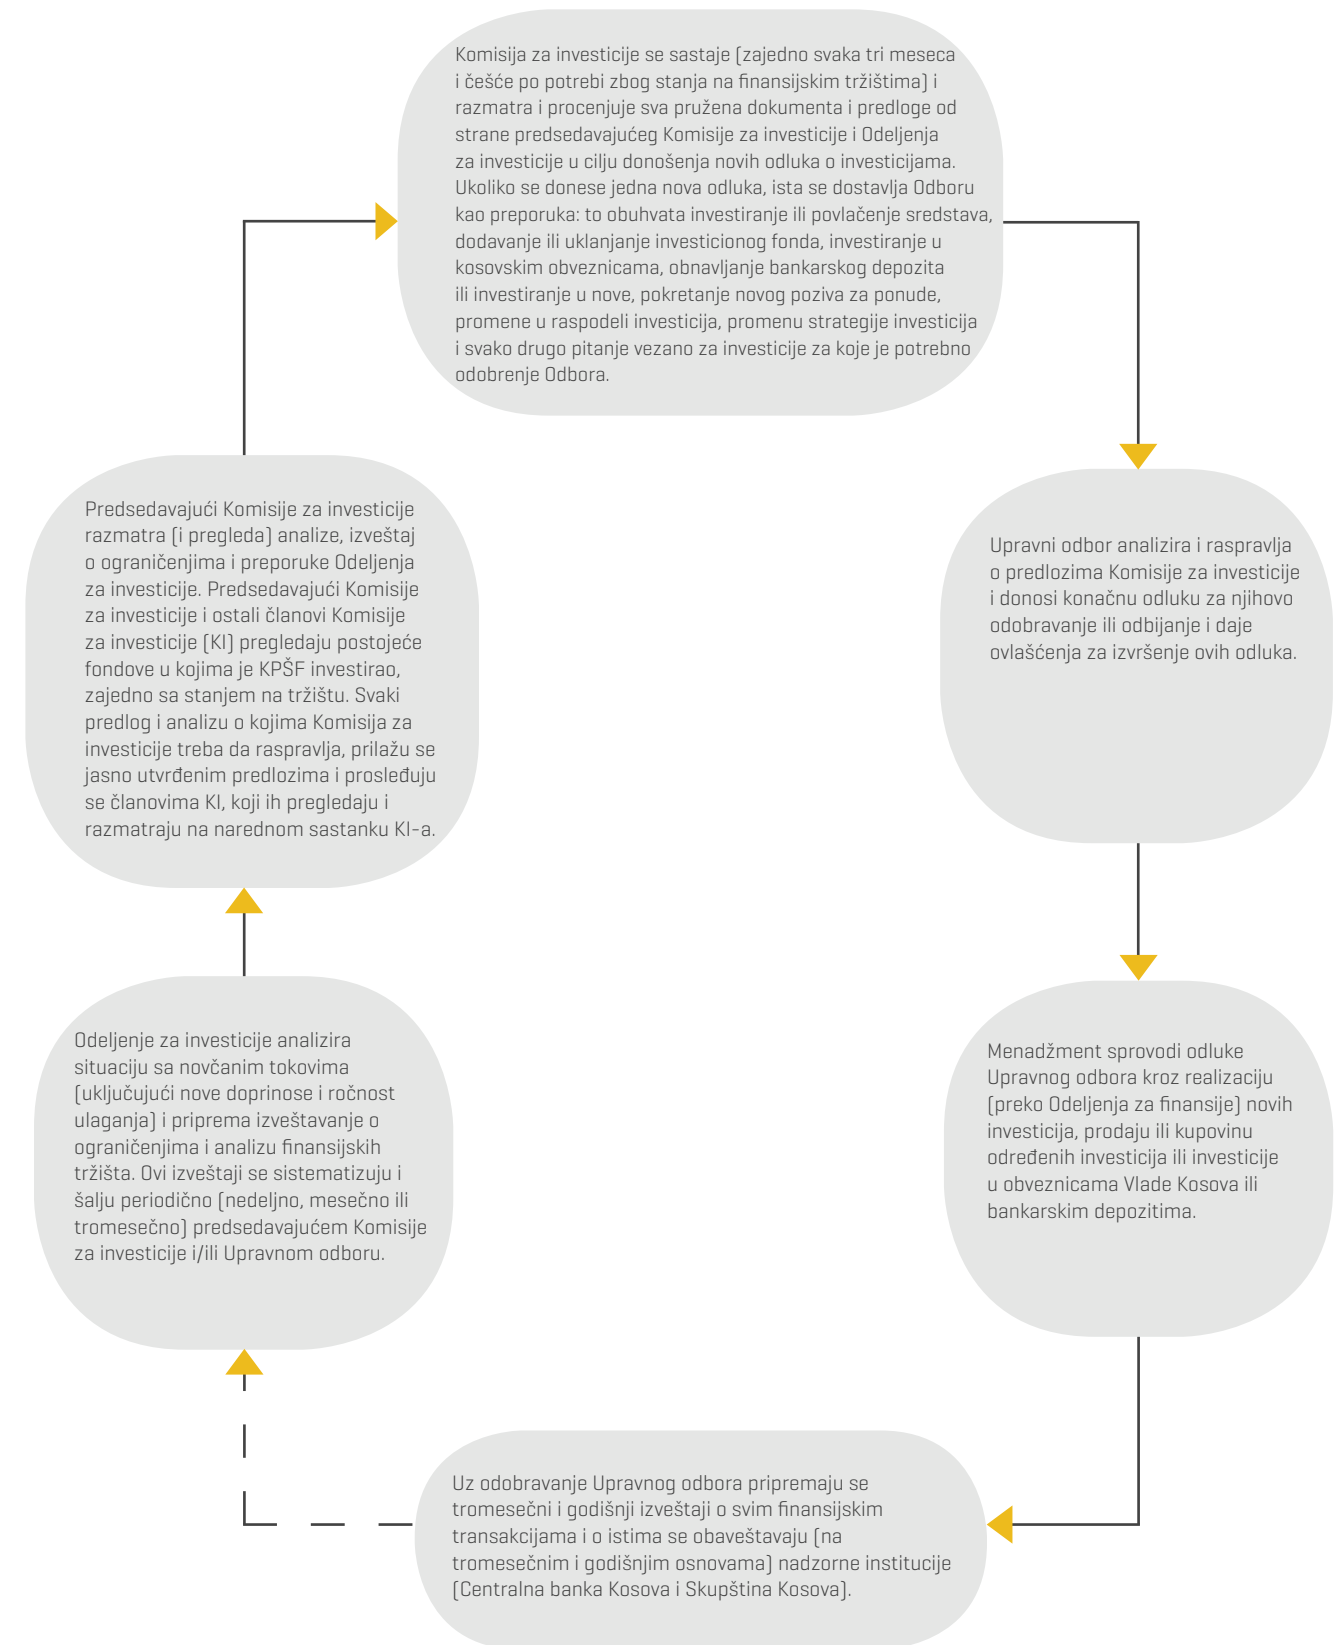 Komisija za investicije se sastaje (zajedno svaka tri meseca
i češće po potrebi zbog stanja na finansijskim tržištima) i
razmatra i procenjuje sva pružena dokumenta i predloge od
strane predsedavajućeg Komisije za investicije i Odeljenja
za investicije u cilju donošenja novih odluka o investicijama.
Ukoliko se donese jedna nova odluka, ista se dostavlja Odboru
kao preporuka: to obuhvata investiranje ili povlačenje sredstava,
dodavanje ili uklanjanje investicionog fonda, investiranje u
kosovskim obveznicama, obnavljanje bankarskog depozita
ili investiranje u nove, pokretanje novog poziva za ponude,
promene u raspodeli investicija, promenu strategije investicija
i svako drugo pitanje vezano za investicije za koje je potrebno
odobrenje Odbora.
Predsedavajući Komisije za investicije
razmatra (i pregleda) analize, izveštaj
o ograničenjima i preporuke Odeljenja
za investicije. Predsedavajući Komisije
za investicije i ostali članovi Komisije
za investicije (KI) pregledaju postojeće
fondove u kojima je KPŠF investirao,
zajedno sa stanjem na tržištu. Svaki
predlog i analizu o kojima Komisija za
investicije treba da raspravlja, prilažu se
jasno utvrđenim predlozima i prosleđuju
se članovima KI, koji ih pregledaju i
razmatraju na narednom sastanku KI-a.
Upravni odbor analizira i raspravlja
o predlozima Komisije za investicije
i donosi konačnu odluku za njihovo
odobravanje ili odbijanje i daje
ovlašćenja za izvršenje ovih odluka.
Odeljenje za investicije analizira
situaciju sa novčanim tokovima
(uključujući nove doprinose i ročnost
ulaganja) i priprema izveštavanje o
ograničenjima i analizu finansijskih
tržišta. Ovi izveštaji se sistematizuju i
šalju periodično (nedeljno, mesečno ili
tromesečno) predsedavajućem Komisije
za investicije i/ili Upravnom odboru.
Menadžment sprovodi odluke
Upravnog odbora kroz realizaciju
(preko Odeljenja za finansije) novih
investicija, prodaju ili kupovinu
određenih investicija ili investicije
u obveznicama Vlade Kosova ili
bankarskim depozitima.
Uz odobravanje Upravnog odbora pripremaju se
tromesečni i godišnji izveštaji o svim finansijskim
transakcijama i o istima se obaveštavaju (na
tromesečnim i godišnjim osnovama) nadzorne institucije
(Centralna banka Kosova i Skupština Kosova).